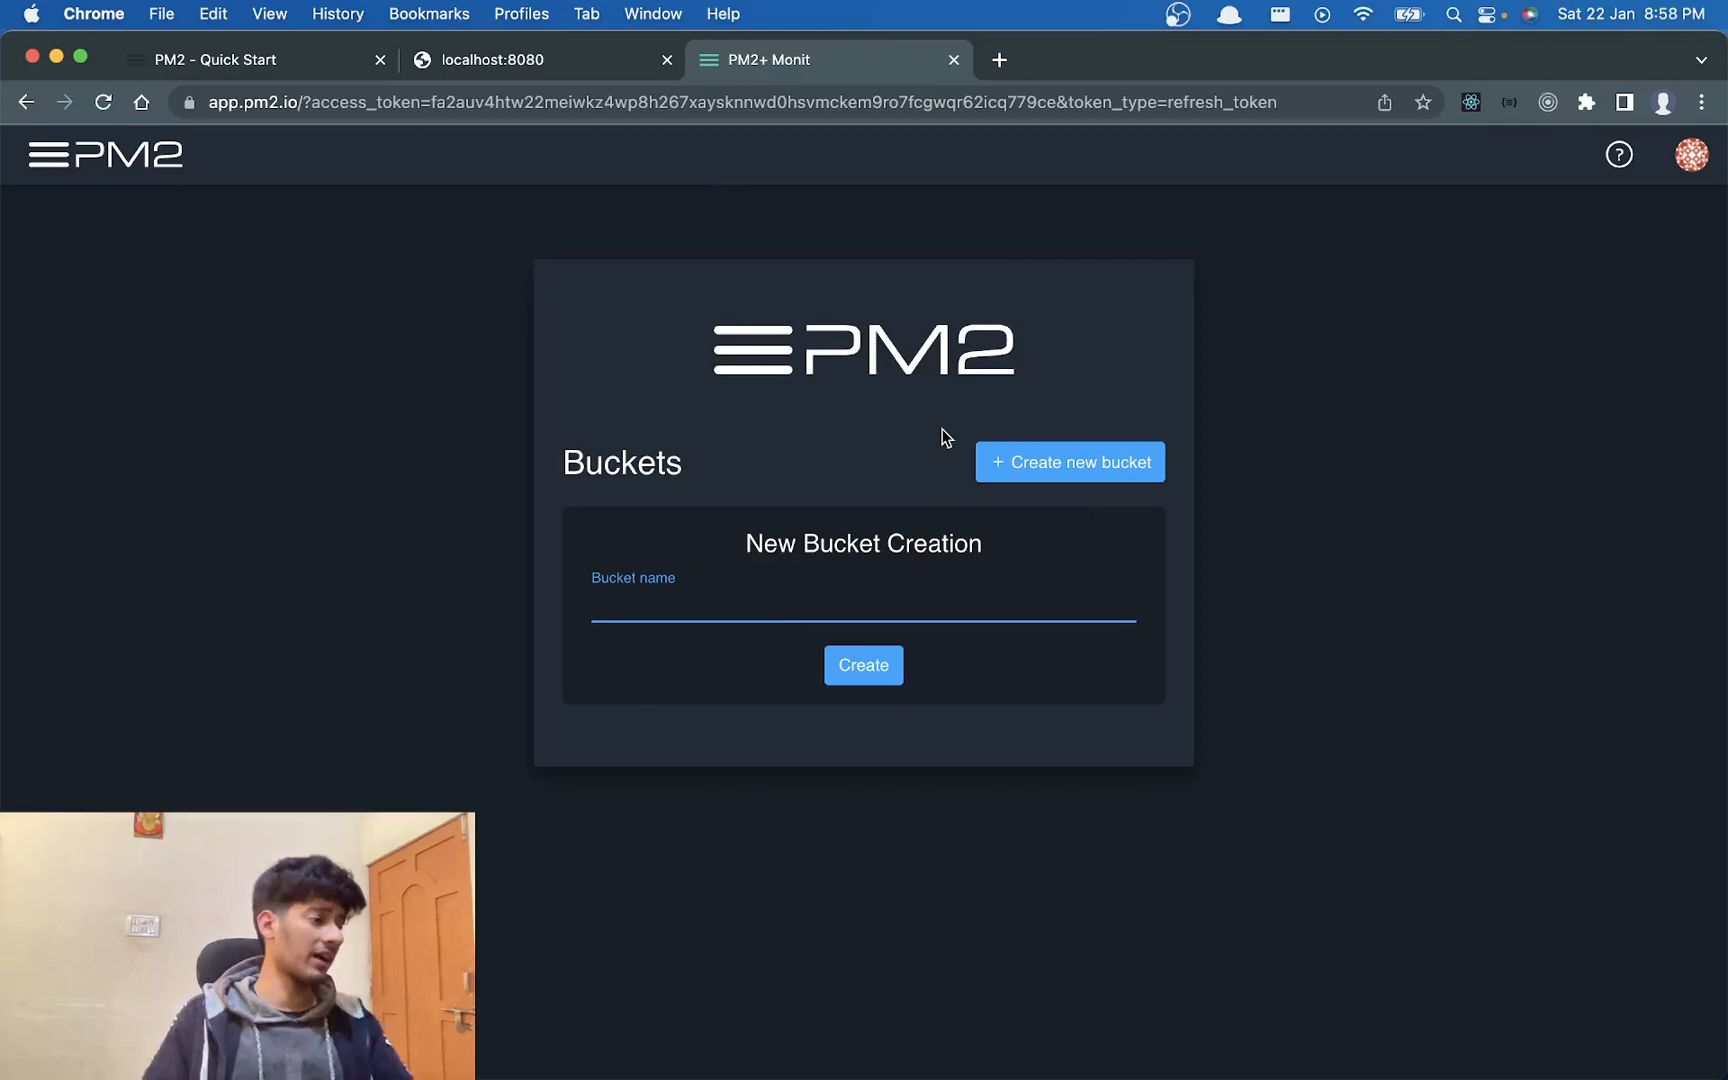 Chrome File Edit View History Bookmarks Profiles Tab Window Help Sat 22 Jan 8:58 PM
PM2 - Quick Start localhost:8080 PM2+ Monit
app.pm2.io/?access_token=fa2auv4htw22meiwkz4wp8h267xaysknnwd0hsvmckem9ro7fcgwqr62icq779ce&token_type=refresh_token
PM2
PM2
Buckets + Create new bucket
New Bucket Creation
Bucket name
Create